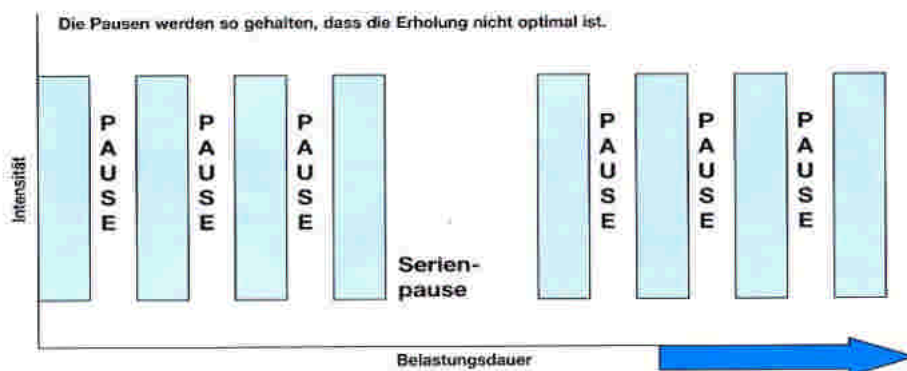 Die Pausen werden so gehalten, dass die Erholung nicht optimal ist.
Intensität
PAUSE
PAUSE
PAUSE
Serien-
pause
PAUSE
PAUSE
PAUSE
Belastungsdauer